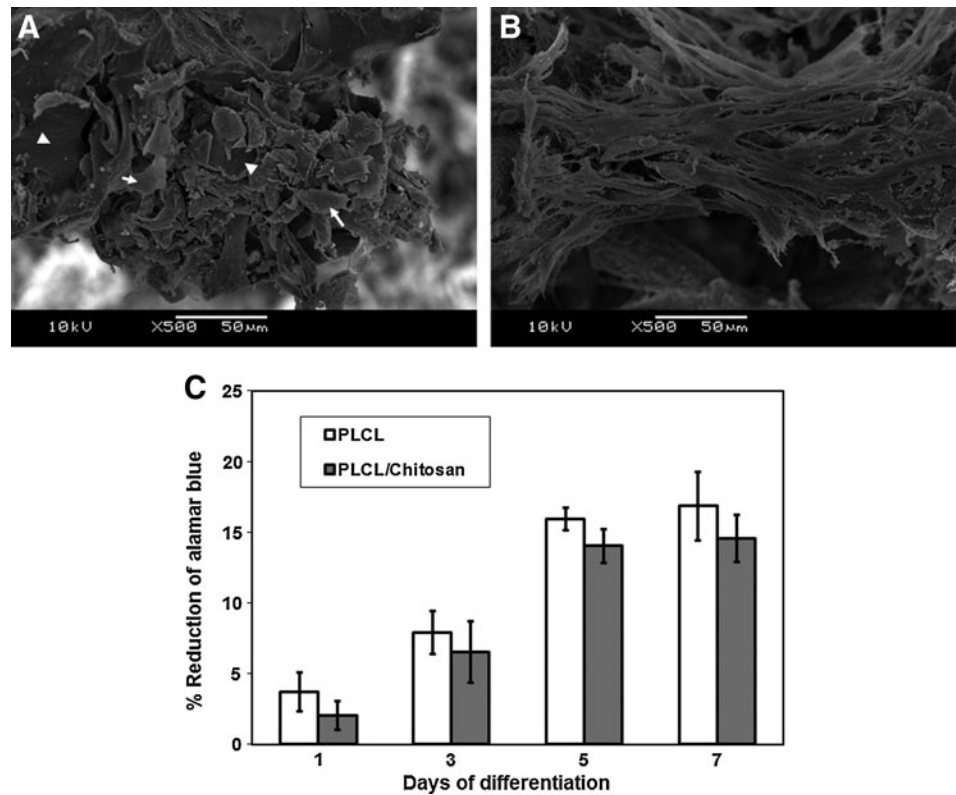 A
10kV X500 50µm
B
10kV X500 50µm
C
25
20
15
10
5
0
% Reduction of alamar blue
PLCL
PLCL/Chitosan
1 3 5 7
Days of differentiation